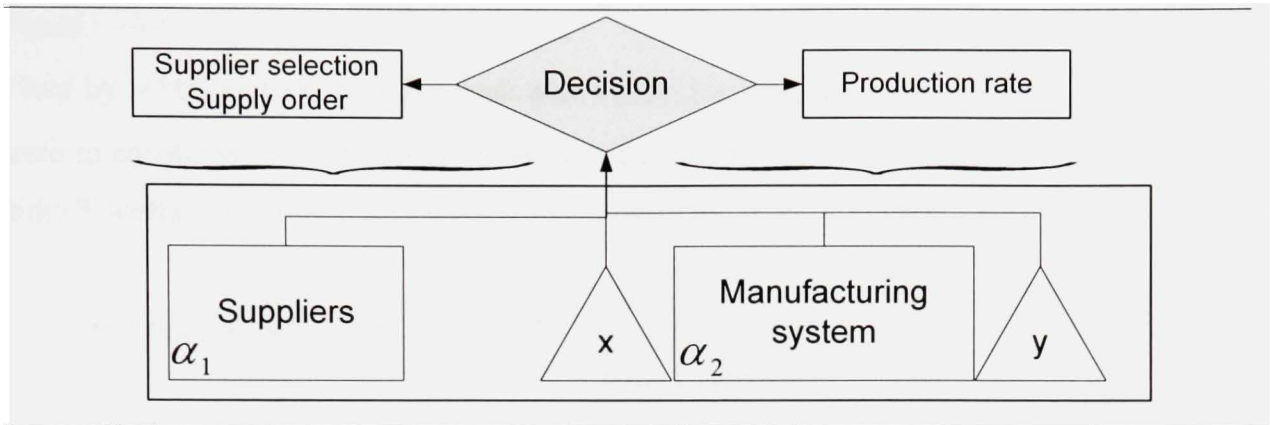 Supplier selection
Supply order
Decision
Production rate
Suppliers
α₁
x
Manufacturing
system
α₂
y